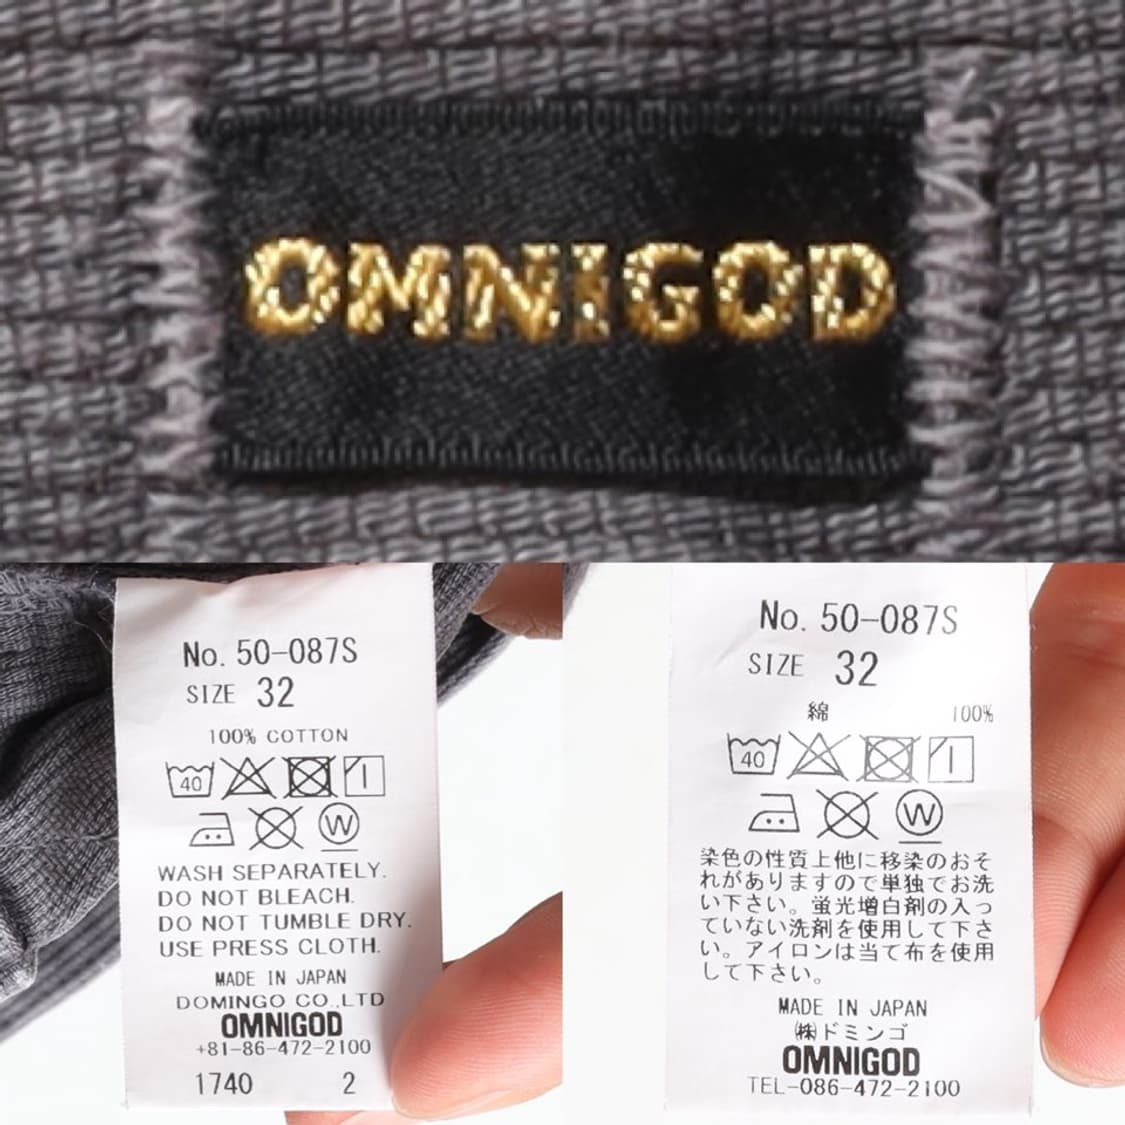 OMNIGOD
No. 50-087S
SIZE 32
100% COTTON
40
W
WASH SEPARATELY.
DO NOT BLEACH.
DO NOT TUMBLE DRY.
USE PRESS CLOTH.
MADE IN JAPAN
DOMINGO CO.,LTD
OMNIGOD
+81-86-472-2100
1740 2
No. 50-087S
SIZE 32
綿 100%
40
W
染色の性質上他に移染のおそ
れがありますので単独でお洗
い下さい。蛍光増白剤の入っ
ていない洗剤を使用して下さ
い。アイロンは当て布を使用
して下さい。
MADE IN JAPAN
㈱ドミンゴ
OMNIGOD
TEL-086-472-2100